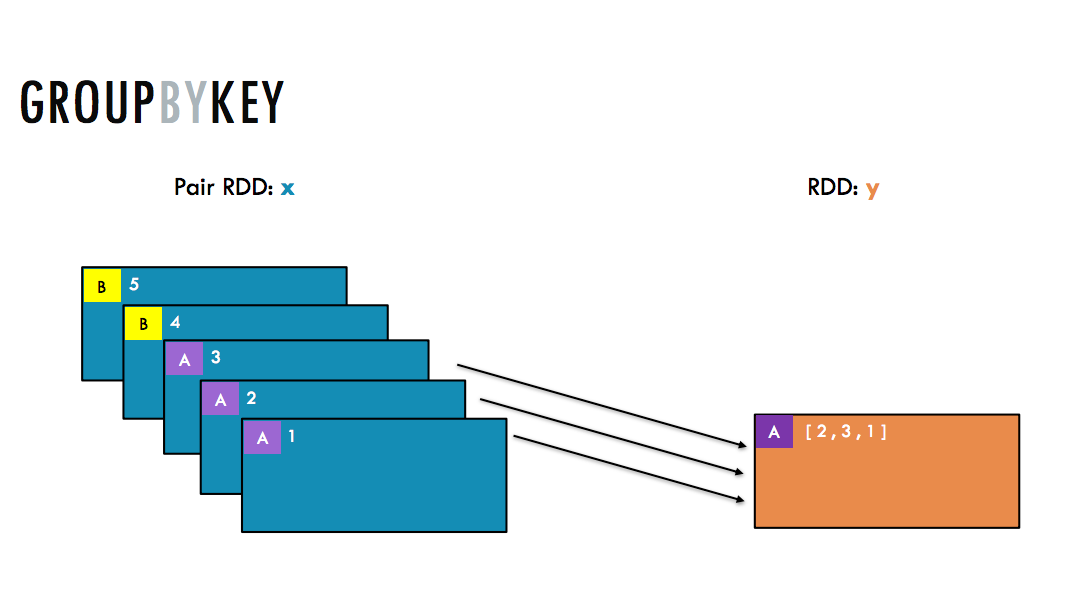 GROUPBYKEY
Pair RDD: x
RDD: y
B 5
B 4
A 3
A 2
A 1
A [2,3,1]